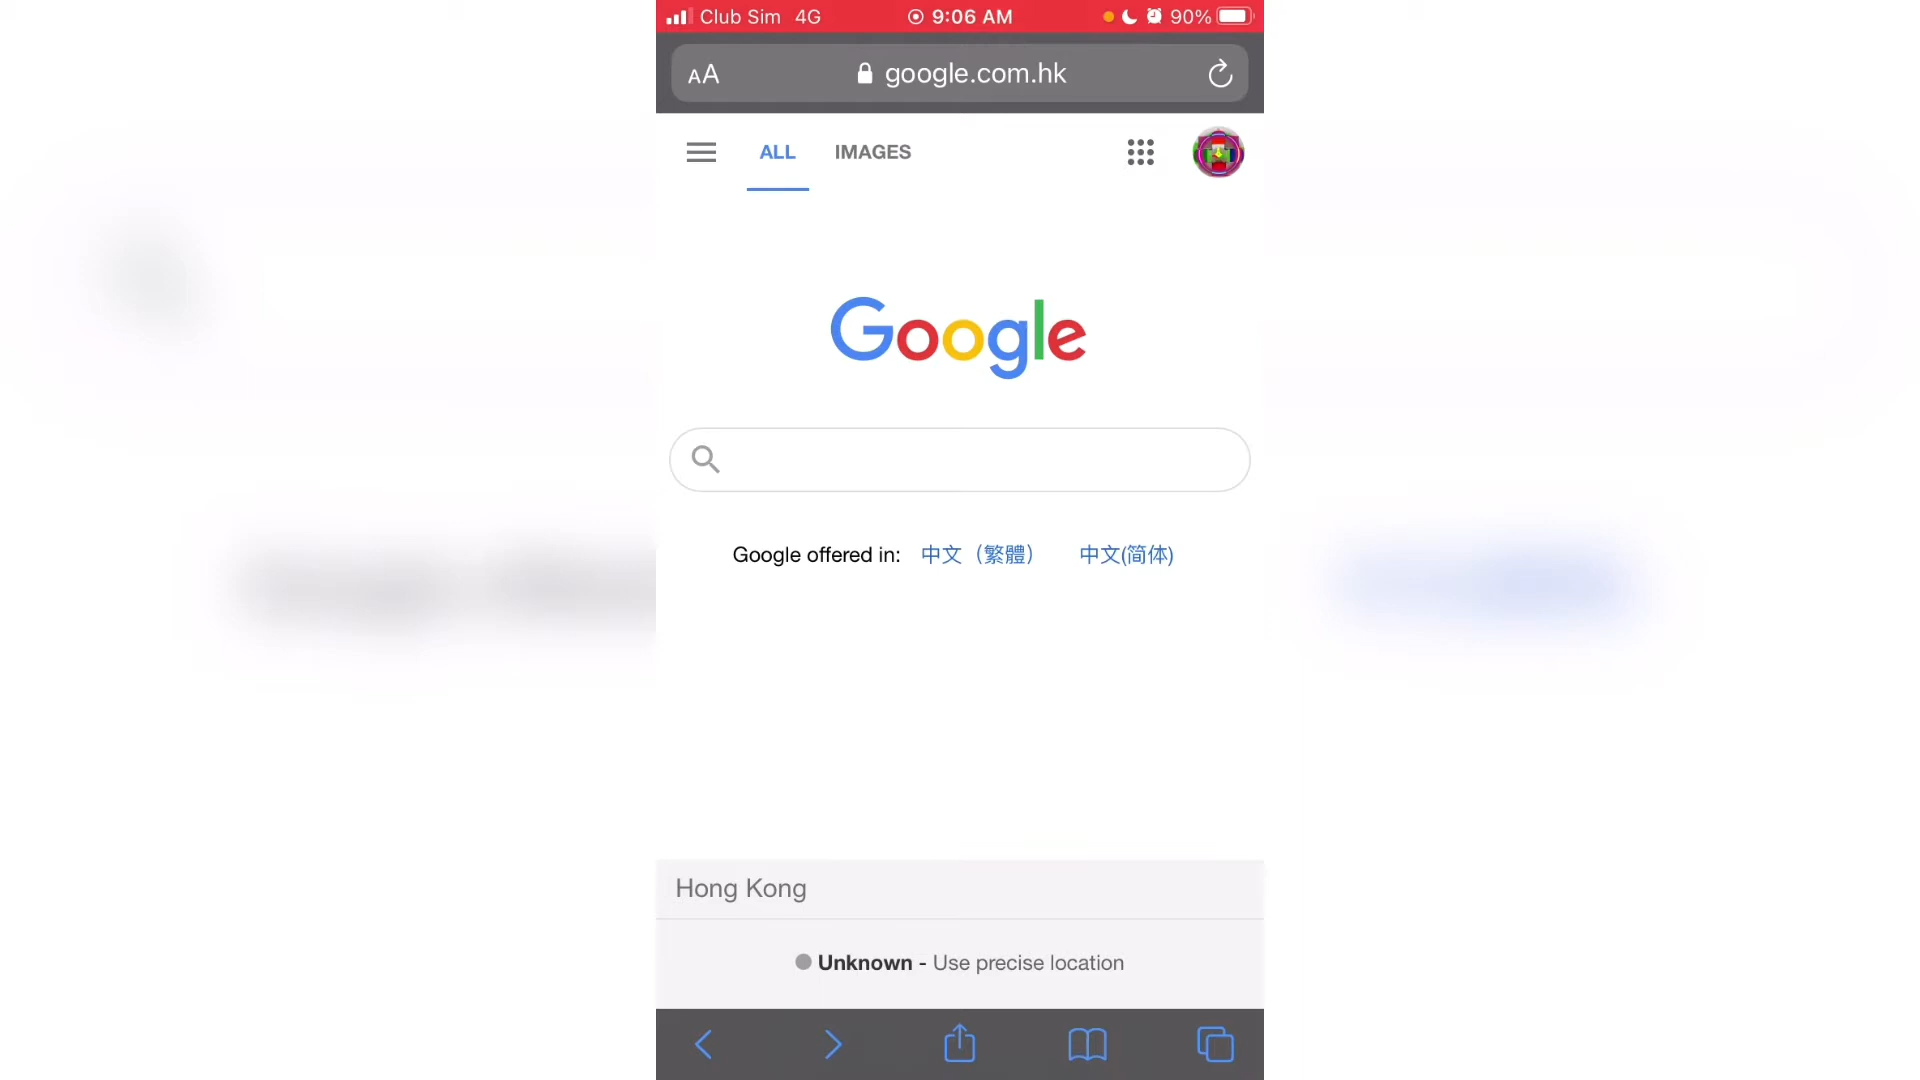 Club Sim 4G 9:06 AM 90%
AA google.com.hk
ALL IMAGES
Google
Google offered in: 中文（繁體） 中文(简体)
Hong Kong
Unknown - Use precise location